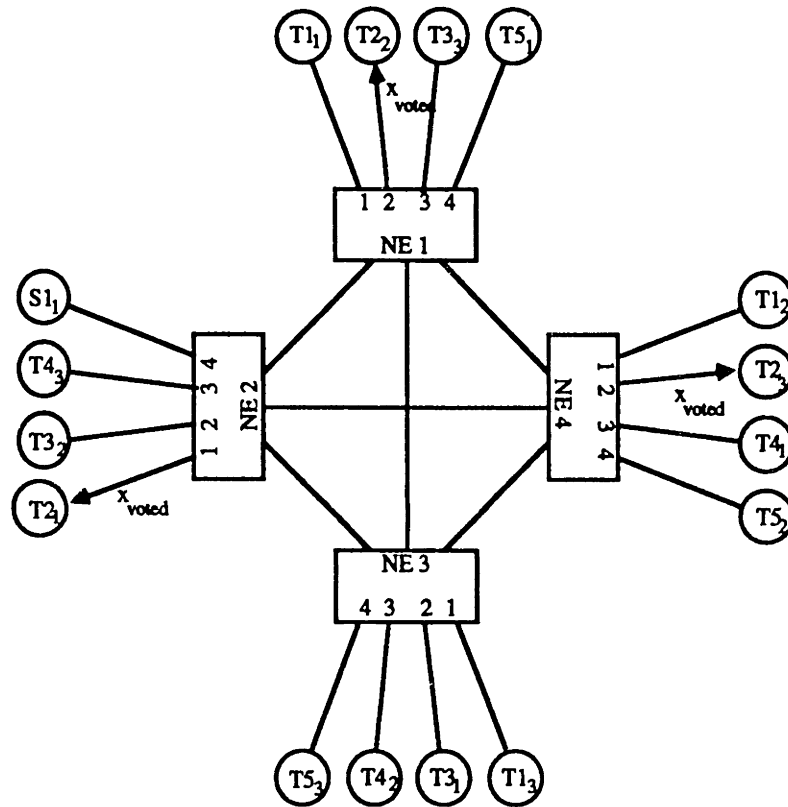 T1₁ T2₂ T3₃ T5₁
x voted
1 2 3 4
NE 1
S1₁
T4₃
T3₂
T2₁
4
3
2
1
NE 2
x voted
T1₂
T2₃
T4₁
T5₂
1
2
3
4
NE 4
x voted
NE 3
4 3 2 1
T5₃ T4₂ T3₁ T1₃